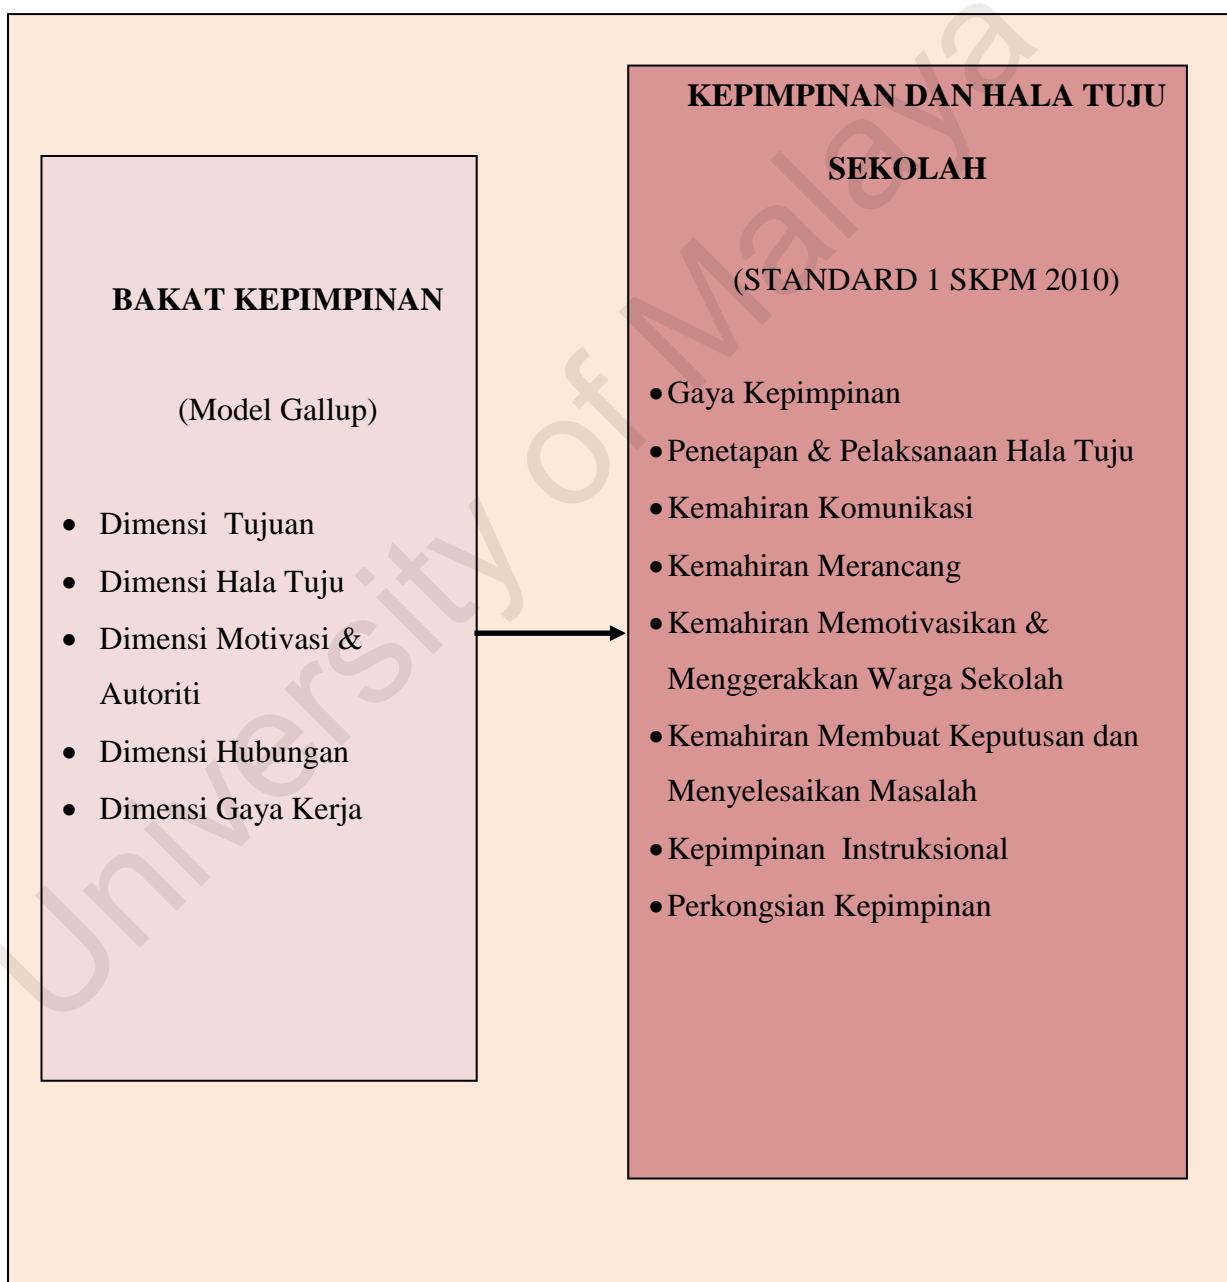 BAKAT KEPIMPINAN
(Model Gallup)
• Dimensi Tujuan
• Dimensi Hala Tuju
• Dimensi Motivasi &
Autoriti
• Dimensi Hubungan
• Dimensi Gaya Kerja
KEPIMPINAN DAN HALA TUJU
SEKOLAH
(STANDARD 1 SKPM 2010)
• Gaya Kepimpinan
• Penetapan & Pelaksanaan Hala Tuju
• Kemahiran Komunikasi
• Kemahiran Merancang
• Kemahiran Memotivasikan &
Menggerakkan Warga Sekolah
• Kemahiran Membuat Keputusan dan
Menyelesaikan Masalah
• Kepimpinan Instruksional
• Perkongsian Kepimpinan
University of Malaya